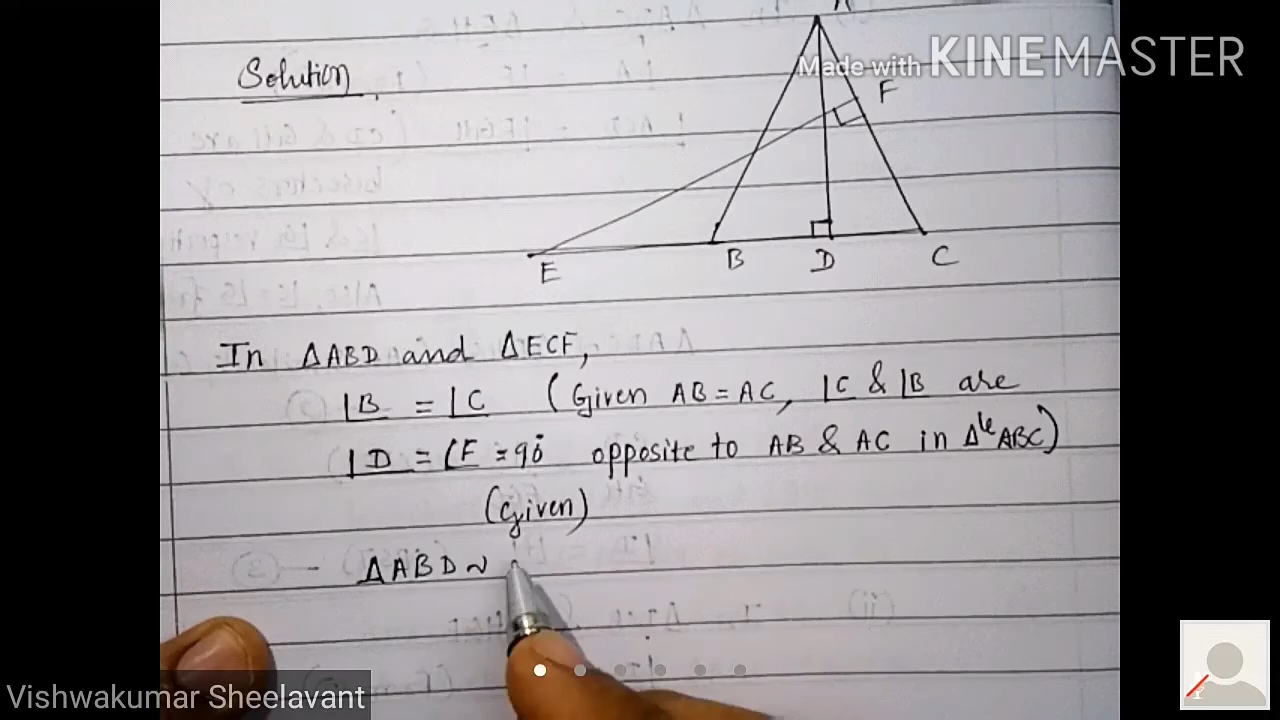 Made with KINEMASTER
Solution
F
E B D C
In ΔABD and ΔECF,
∠B = ∠C (Given AB = AC, ∠C & ∠B are
∠D = ∠F = 90° opposite to AB & AC in Δle ABC)
(Given)
ΔABD ~
Vishwakumar Sheelavant